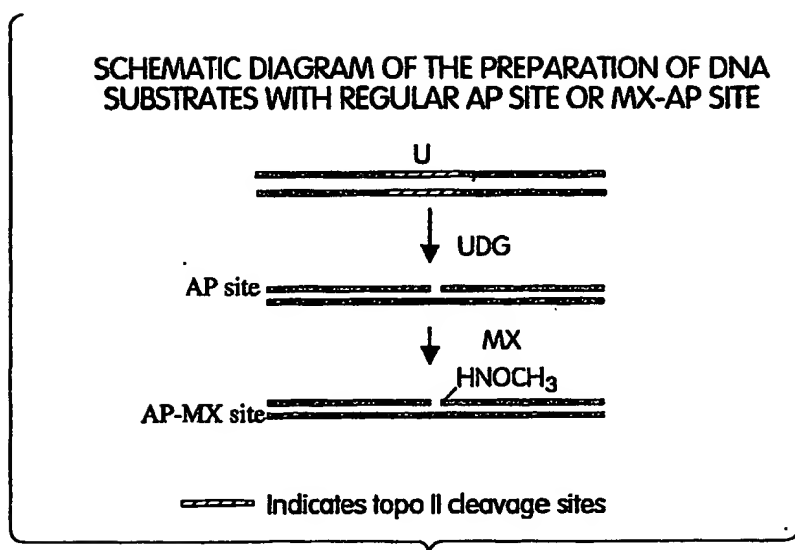 SCHEMATIC DIAGRAM OF THE PREPARATION OF DNA
SUBSTRATES WITH REGULAR AP SITE OR MX-AP SITE
U
UDG
AP site
MX
HNOCH3
AP-MX site
Indicates topo II cleavage sites